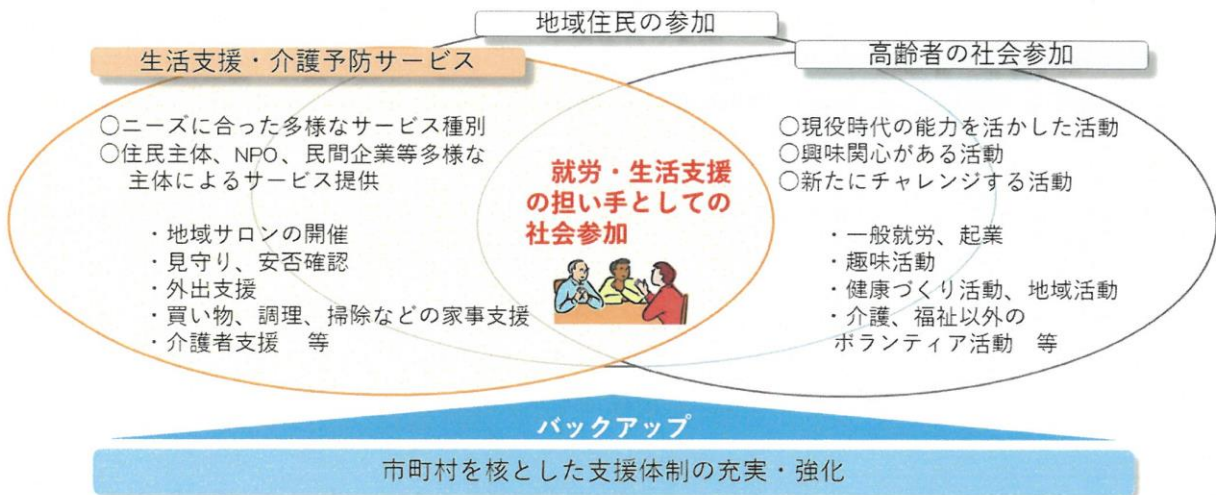 地域住民の参加
生活支援・介護予防サービス
高齢者の社会参加
○ニーズに合った多様なサービス種別
○住民主体、NPO、民間企業等多様な
主体によるサービス提供
・地域サロンの開催
・見守り、安否確認
・外出支援
・買い物、調理、掃除などの家事支援
・介護者支援　等
就労・生活支援
の担い手としての
社会参加
○現役時代の能力を活かした活動
○興味関心がある活動
○新たにチャレンジする活動
・一般就労、起業
・趣味活動
・健康づくり活動、地域活動
・介護、福祉以外の
ボランティア活動　等
バックアップ
市町村を核とした支援体制の充実・強化